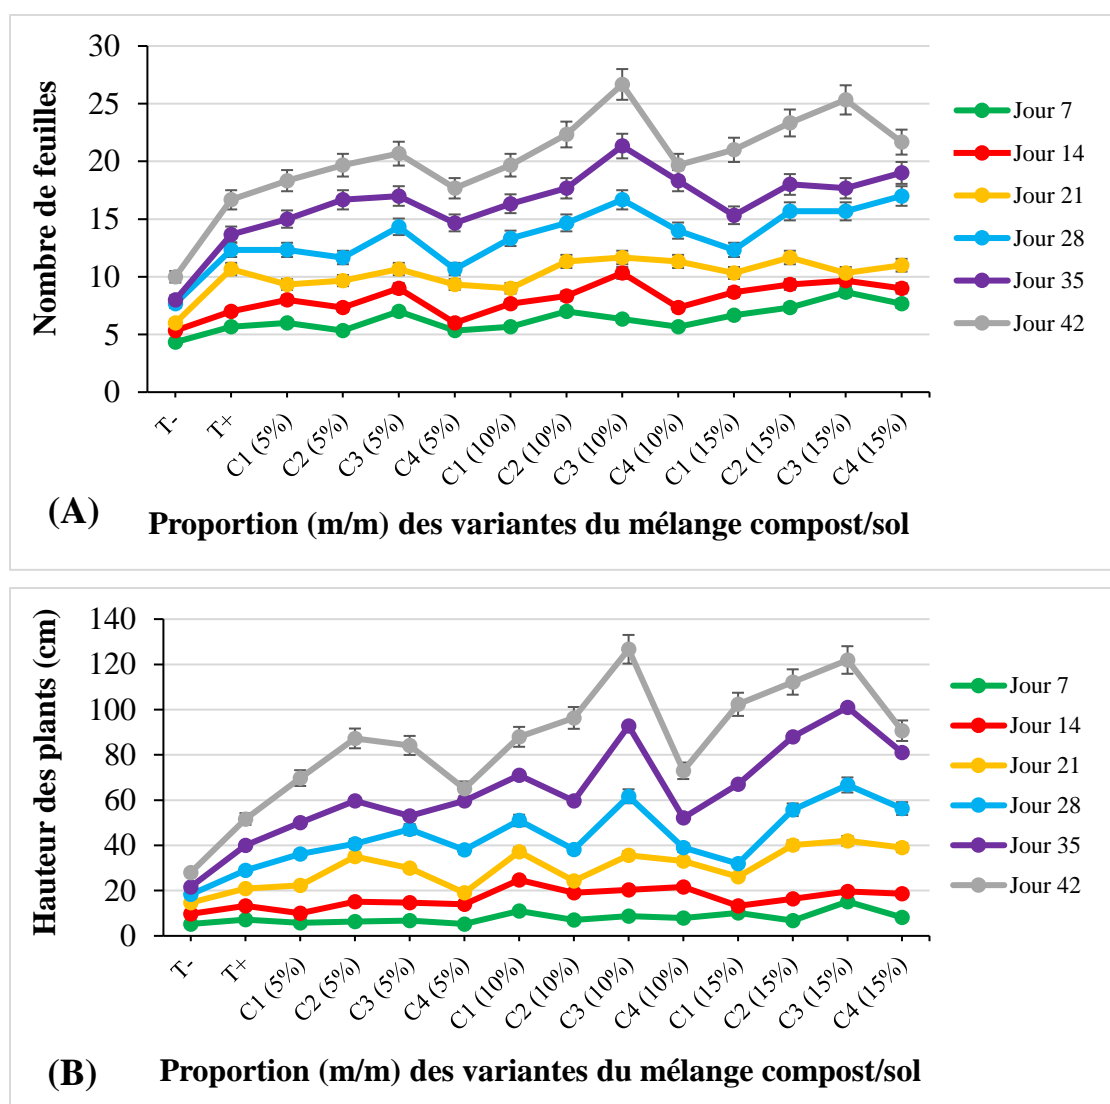 Nombre de feuilles
30
25
20
15
10
5
0
T-
T+
C1 (5%)
C2 (5%)
C3 (5%)
C4 (5%)
C1 (10%)
C2 (10%)
C3 (10%)
C4 (10%)
C1 (15%)
C2 (15%)
C3 (15%)
C4 (15%)
Jour 7
Jour 14
Jour 21
Jour 28
Jour 35
Jour 42
(A)
Proportion (m/m) des variantes du mélange compost/sol
Hauteur des plants (cm)
140
120
100
80
60
40
20
0
T-
T+
C1 (5%)
C2 (5%)
C3 (5%)
C4 (5%)
C1 (10%)
C2 (10%)
C3 (10%)
C4 (10%)
C1 (15%)
C2 (15%)
C3 (15%)
C4 (15%)
Jour 7
Jour 14
Jour 21
Jour 28
Jour 35
Jour 42
(B)
Proportion (m/m) des variantes du mélange compost/sol